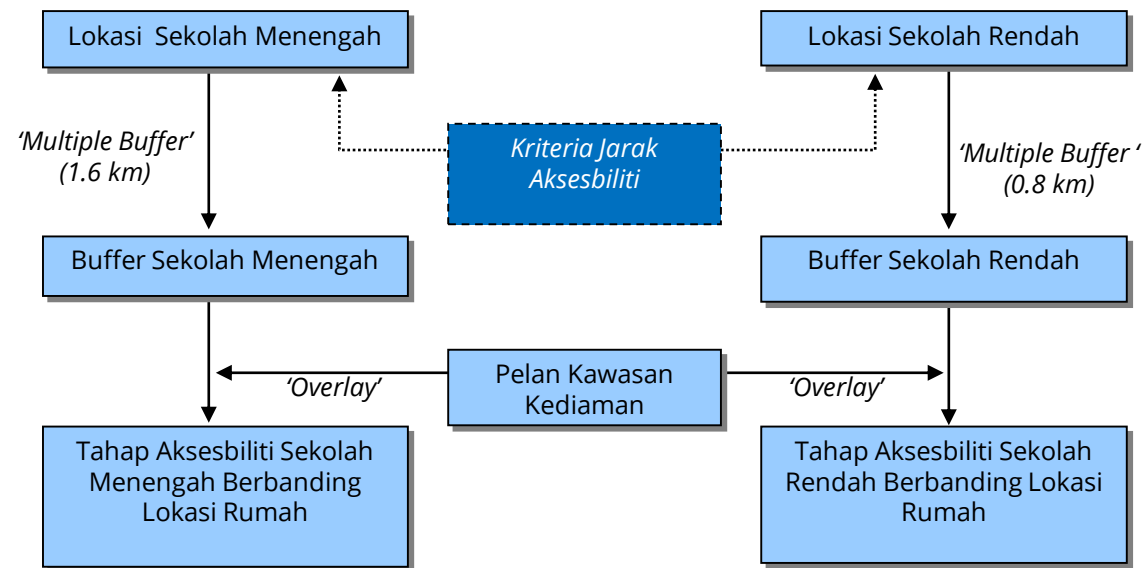 Lokasi  Sekolah Menengah
Lokasi Sekolah Rendah
‘Multiple Buffer’
(1.6 km)
Kriteria Jarak
Aksesbiliti
‘Multiple Buffer ‘
(0.8 km)
Buffer Sekolah Menengah
Buffer Sekolah Rendah
‘Overlay’
Pelan Kawasan
Kediaman
‘Overlay’
Tahap Aksesbiliti Sekolah
Menengah Berbanding
Lokasi Rumah
Tahap Aksesbiliti Sekolah
Rendah Berbanding Lokasi
Rumah